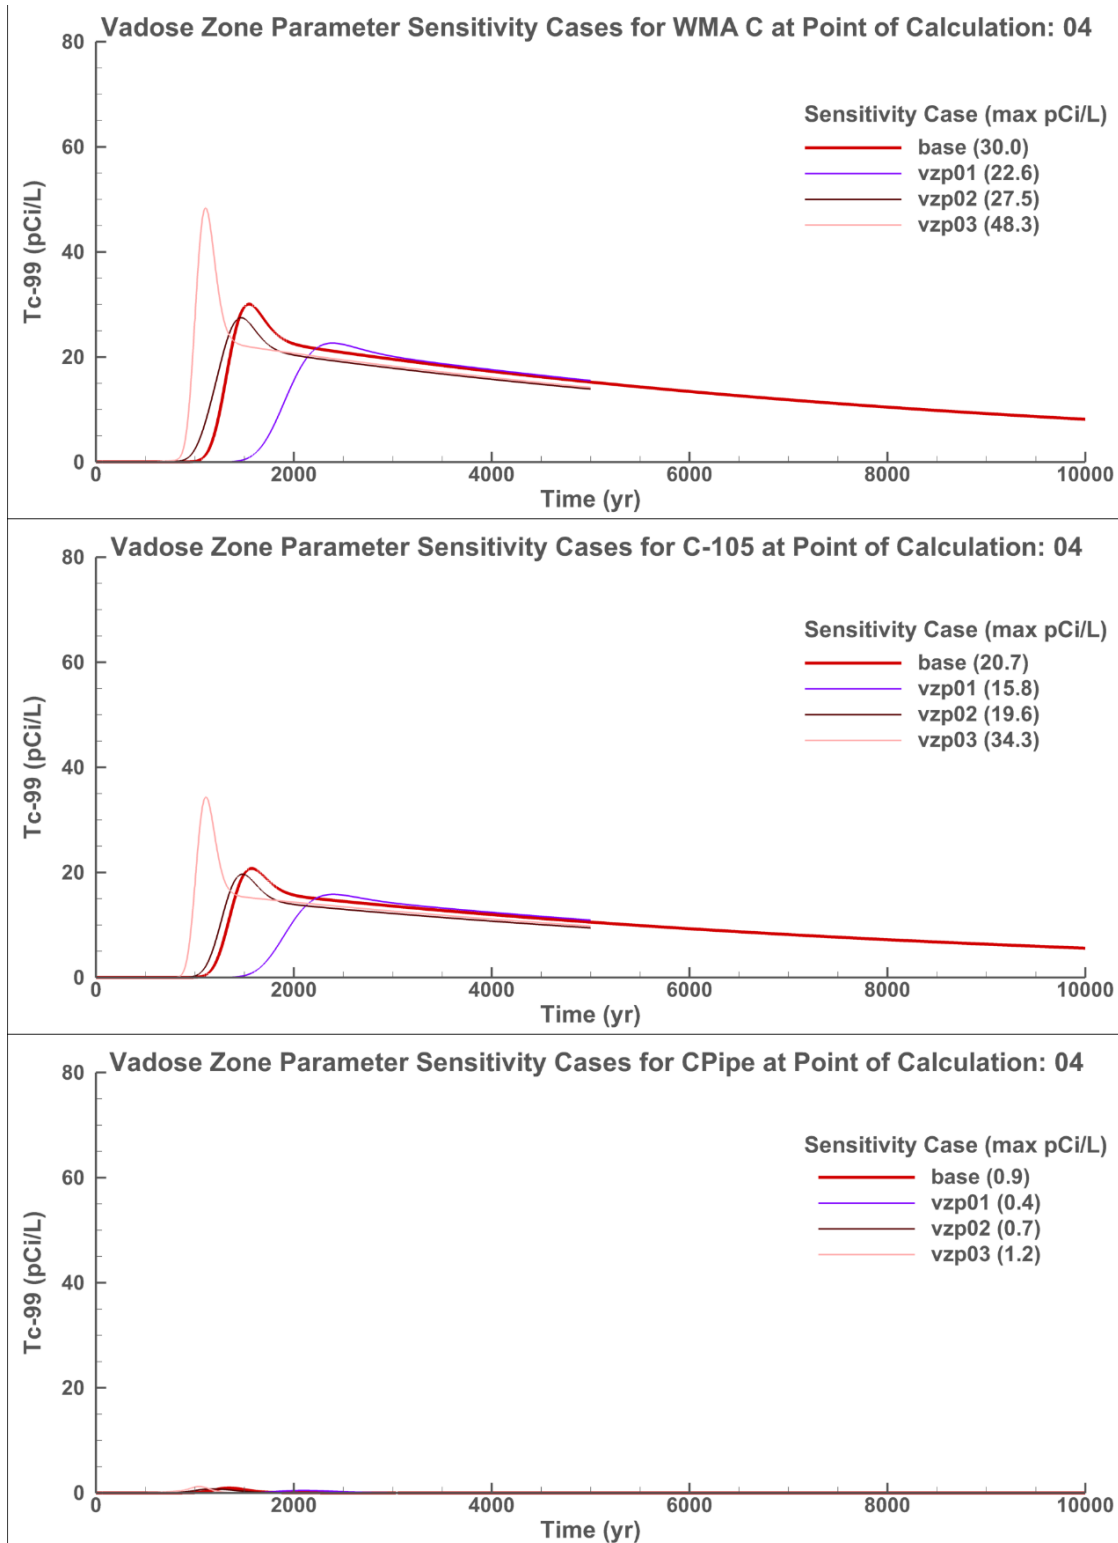 Vadose Zone Parameter Sensitivity Cases for WMA C at Point of Calculation: 04
80
60
40
20
0
Tc-99 (pCi/L)
Sensitivity Case (max pCi/L)
base (30.0)
vzp01 (22.6)
vzp02 (27.5)
vzp03 (48.3)
0 2000 4000 6000 8000 10000
Time (yr)
Vadose Zone Parameter Sensitivity Cases for C-105 at Point of Calculation: 04
80
60
40
20
0
Tc-99 (pCi/L)
Sensitivity Case (max pCi/L)
base (20.7)
vzp01 (15.8)
vzp02 (19.6)
vzp03 (34.3)
0 2000 4000 6000 8000 10000
Time (yr)
Vadose Zone Parameter Sensitivity Cases for CPipe at Point of Calculation: 04
80
60
40
20
0
Tc-99 (pCi/L)
Sensitivity Case (max pCi/L)
base (0.9)
vzp01 (0.4)
vzp02 (0.7)
vzp03 (1.2)
0 2000 4000 6000 8000 10000
Time (yr)